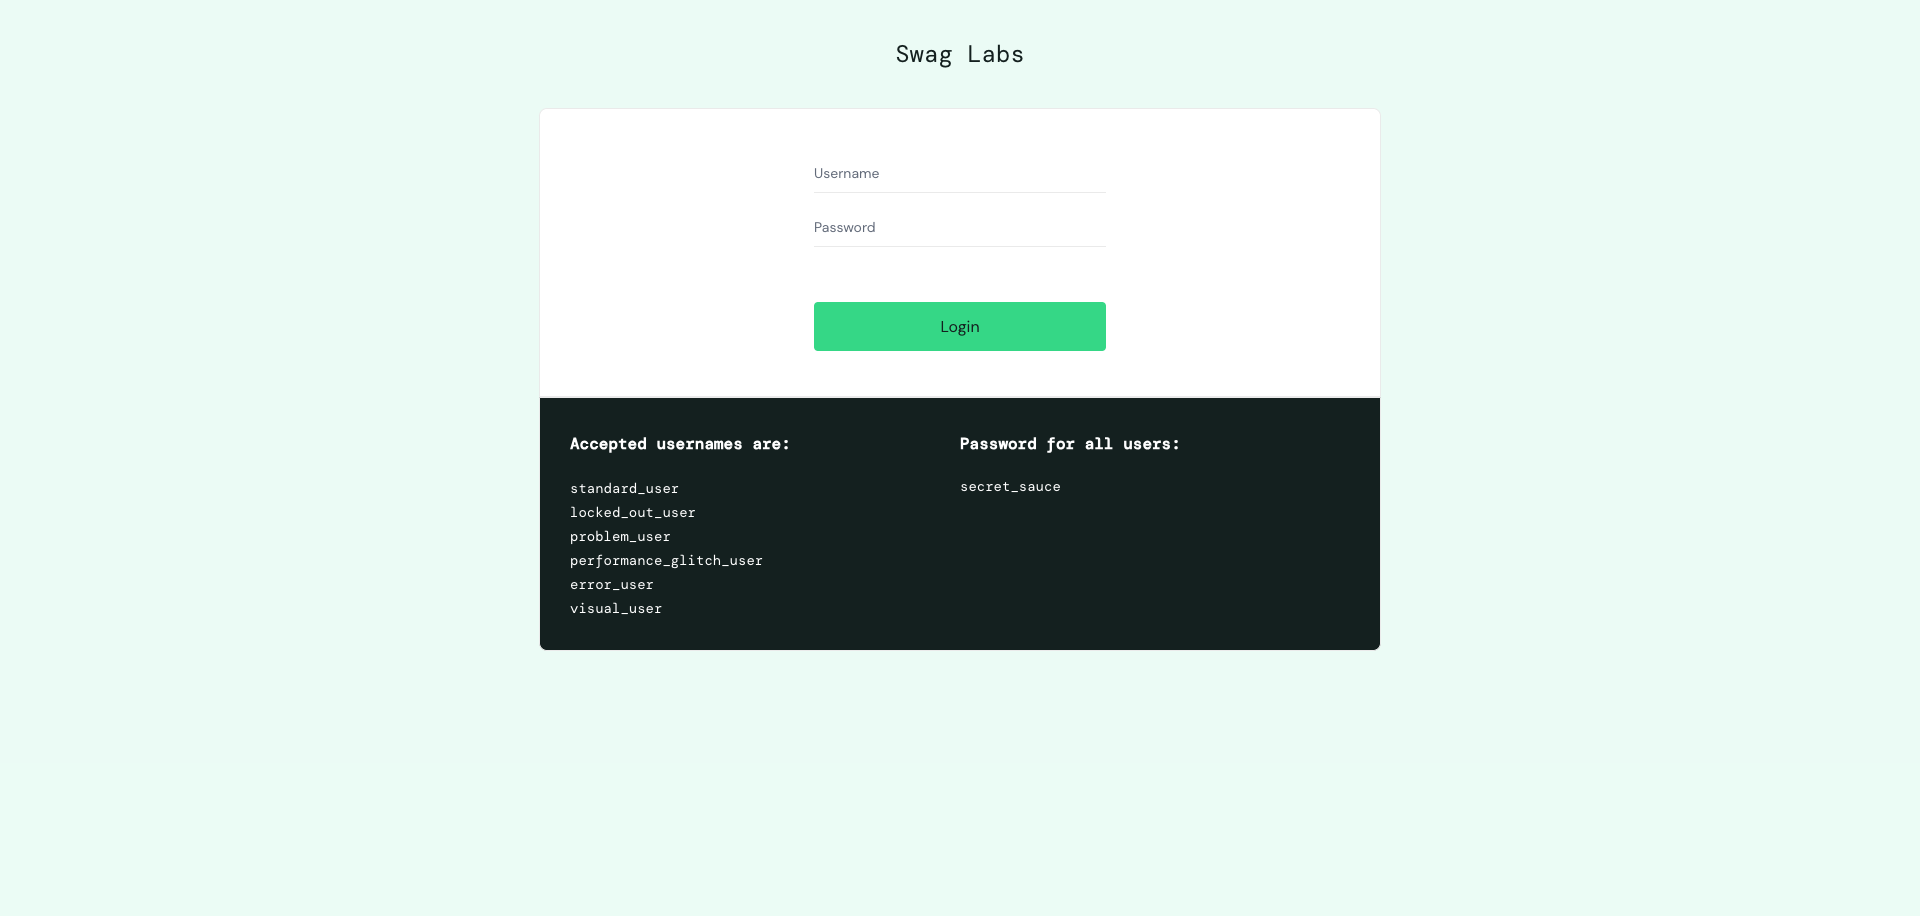 Swag Labs
Username
Password
Login
Accepted usernames are:
standard_user
locked_out_user
problem_user
performance_glitch_user
error_user
visual_user
Password for all users:
secret_sauce